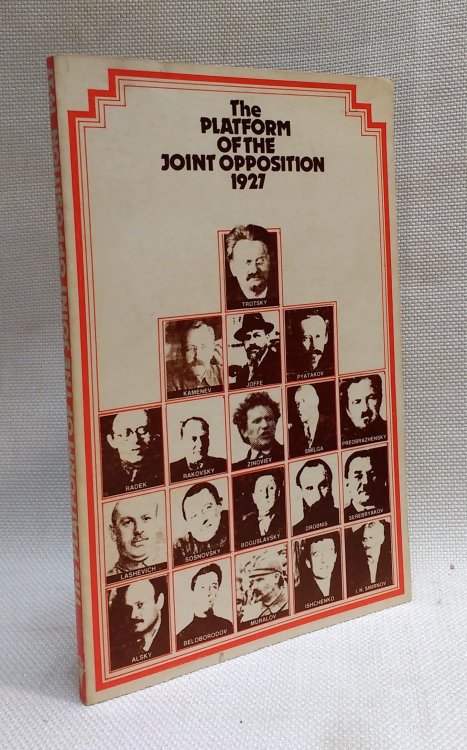 The
PLATFORM
OF THE
JOINT OPPOSITION
1927
TROTSKY
KAMENEV
JOFFE
PYATAKOV
RADEK
RAKOVSKY
ZINOVIEV
SMILGA
PREOBRAZHENSKY
LASHEVICH
SOSNOVSKY
BOGUSLAVSKY
DROBNIS
SEREBRYAKOV
ALSKY
BELOBORODOV
MURALOV
ISHCHENKO
I. N. SMIRNOV